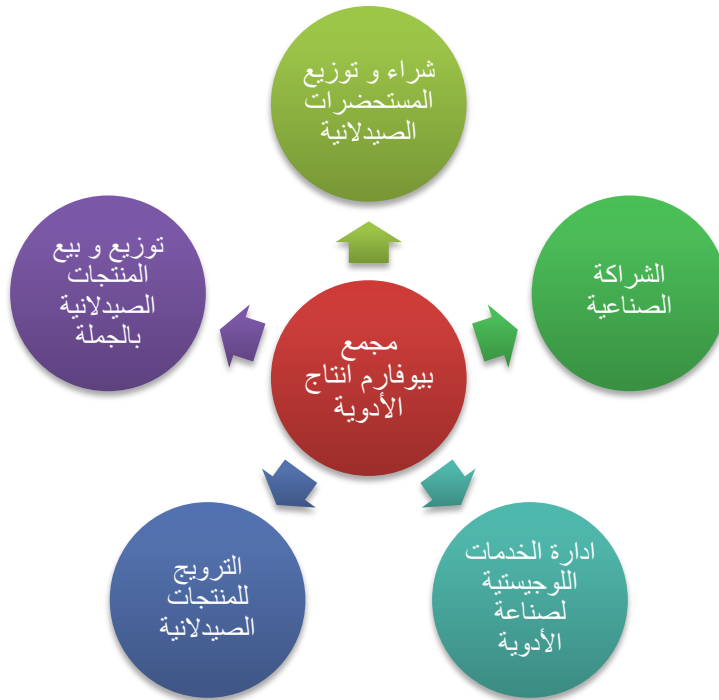 شراء و توزيع
المستحضرات
الصيدلانية
الشراكة
الصناعية
توزيع و بيع
المنتجات
الصيدلانية
بالجملة
مجمع
بيوفارم انتاج
الأدوية
ادارة الخدمات
اللوجيستية
لصناعة
الأدوية
الترويج
للمنتجات
الصيدلانية